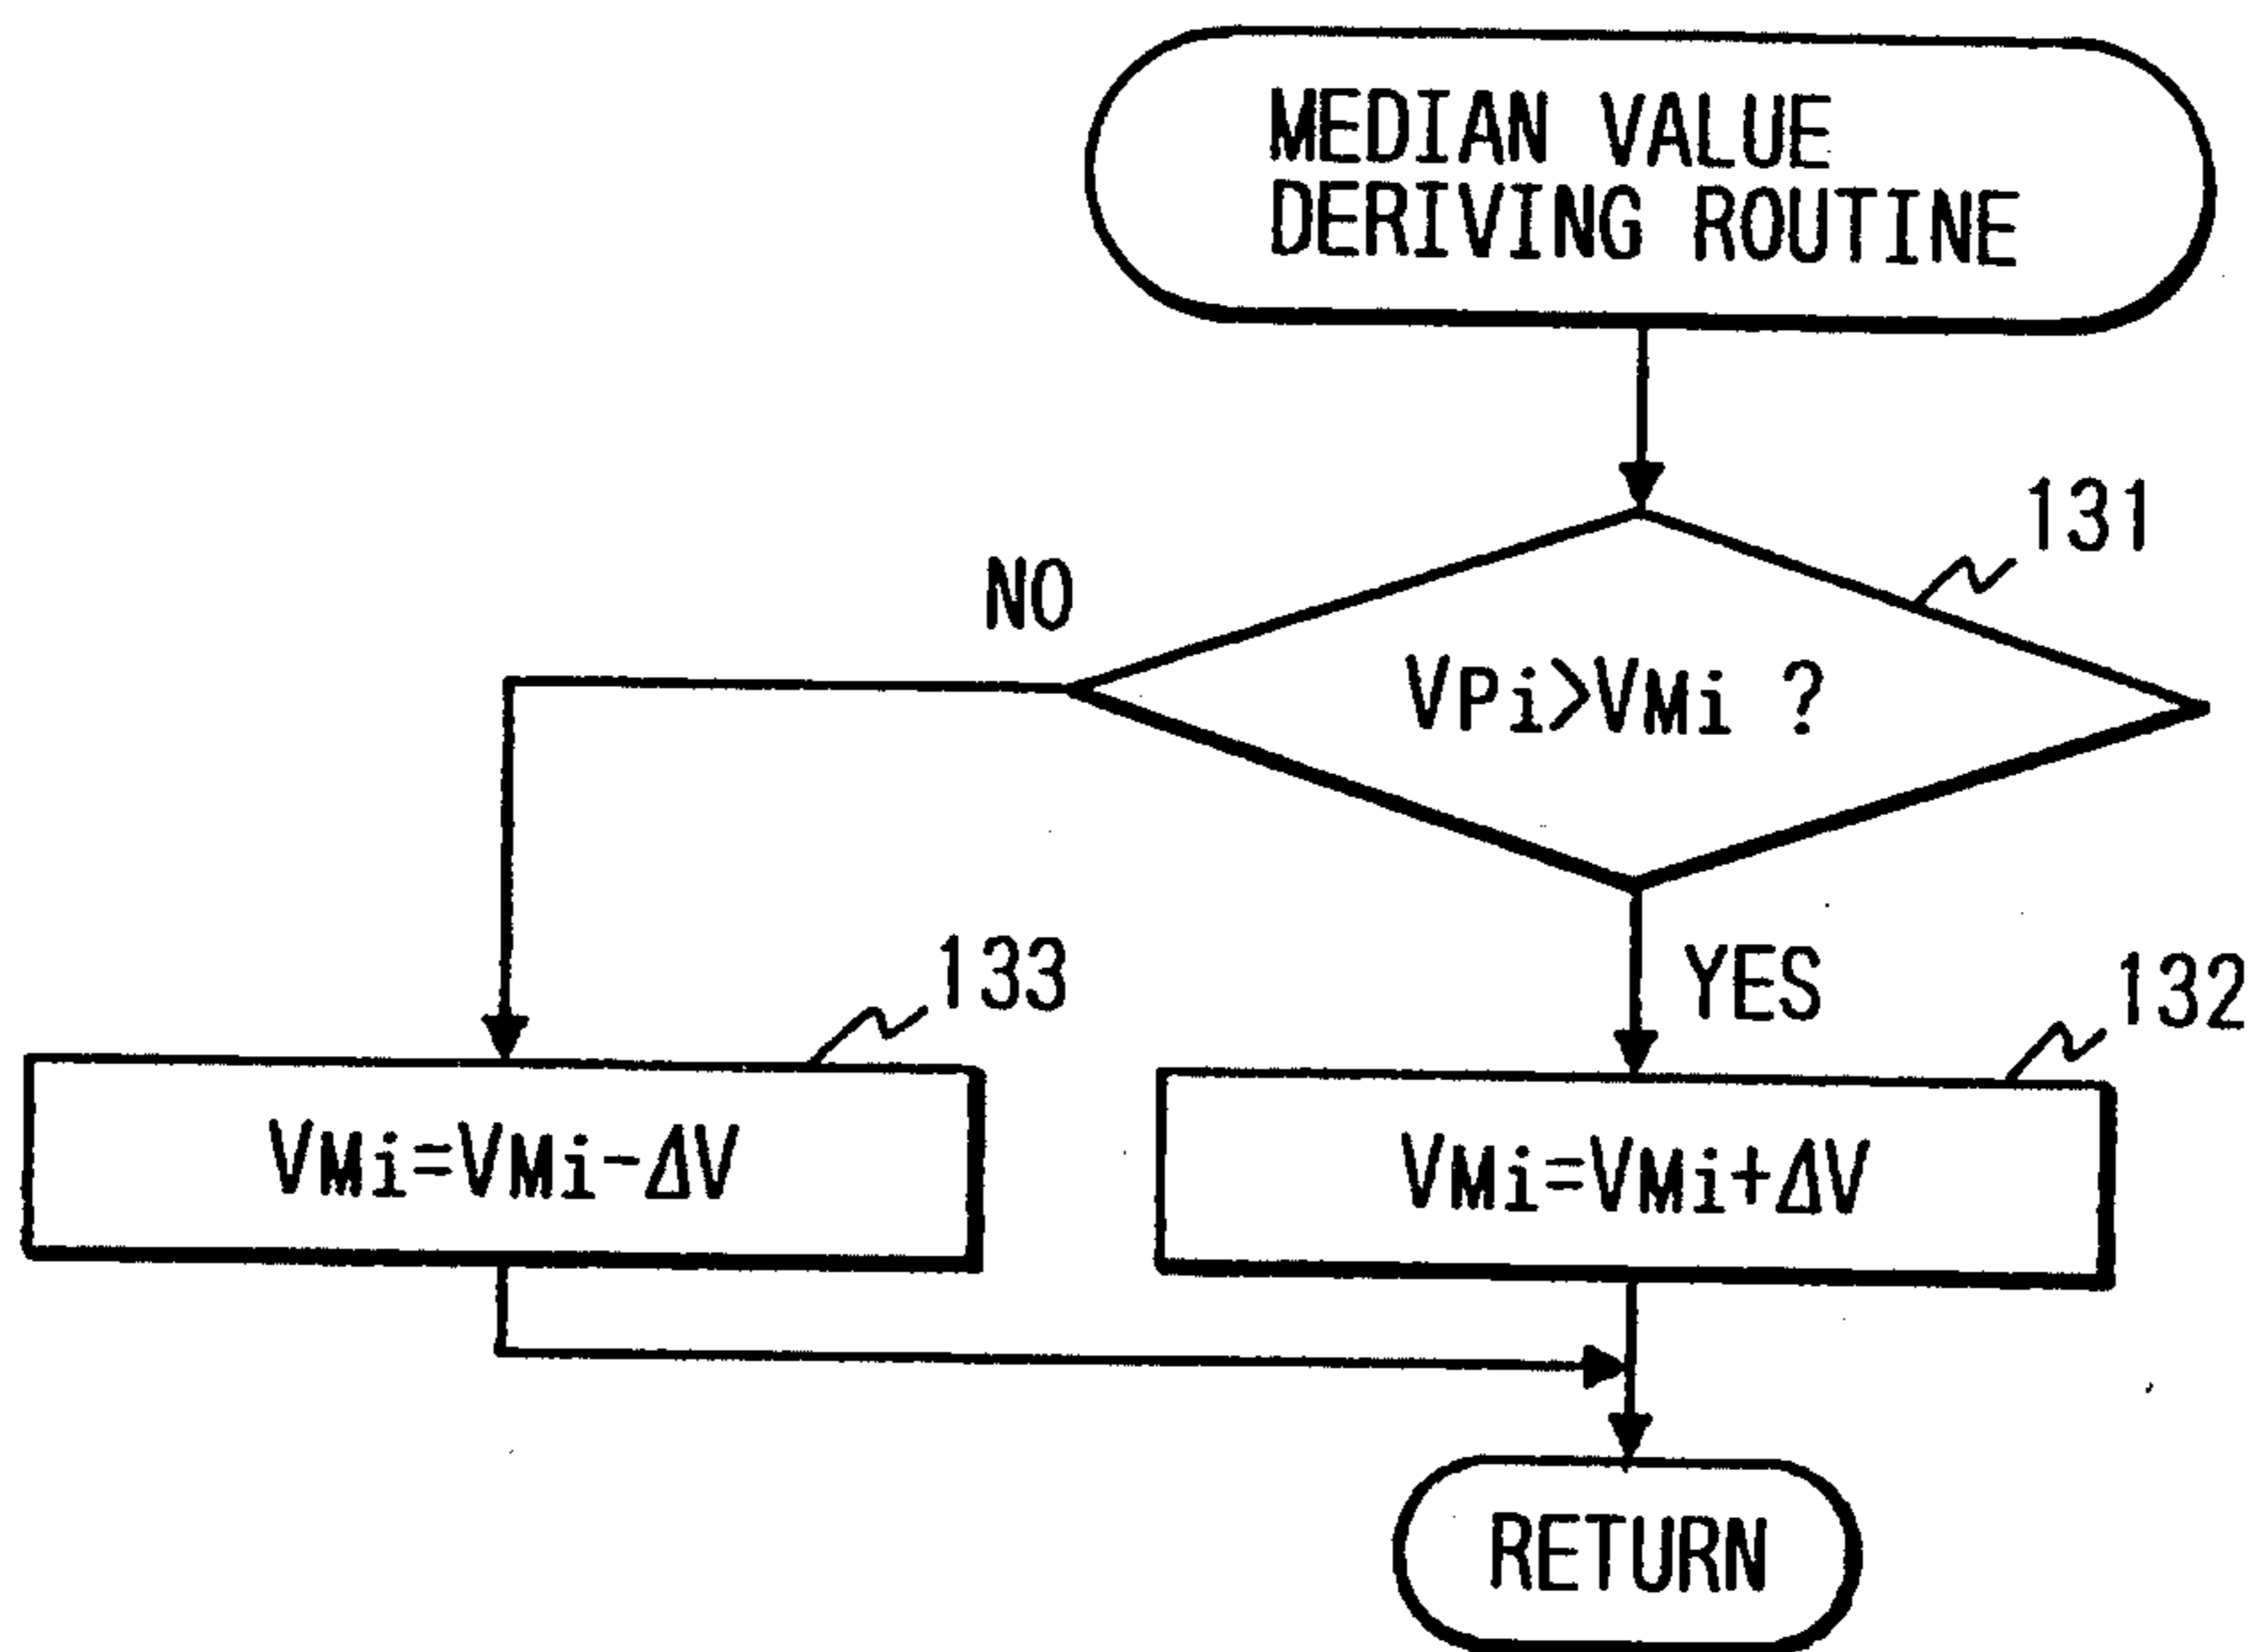 MEDIAN VALUE
DERIVING ROUTINE
131
NO
VPi>VMi ?
YES
133
132
VMi=VMi-ΔV
VMi=VMi+ΔV
RETURN